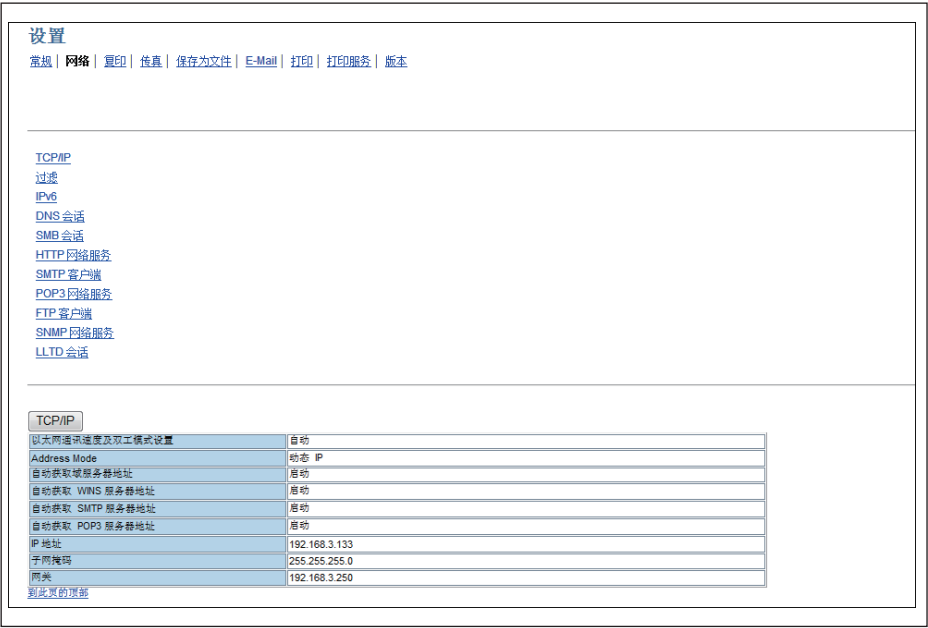 设置
常规 | 网络 | 复印 | 传真 | 保存为文件 | E-Mail | 打印 | 打印服务 | 版本
TCP/IP
过滤
IPv6
DNS 会话
SMB 会话
HTTP 网络服务
SMTP 客户端
POP3 网络服务
FTP 客户端
SNMP 网络服务
LLTD 会话
TCP/IP
以太网通讯速度及双工模式设置 自动
Address Mode 动态 IP
自动获取域服务器地址 启动
自动获取 WINS 服务器地址 启动
自动获取 SMTP 服务器地址 启动
自动获取 POP3 服务器地址 启动
IP 地址 192.168.3.133
子网掩码 255.255.255.0
网关 192.168.3.250
到此页的顶部